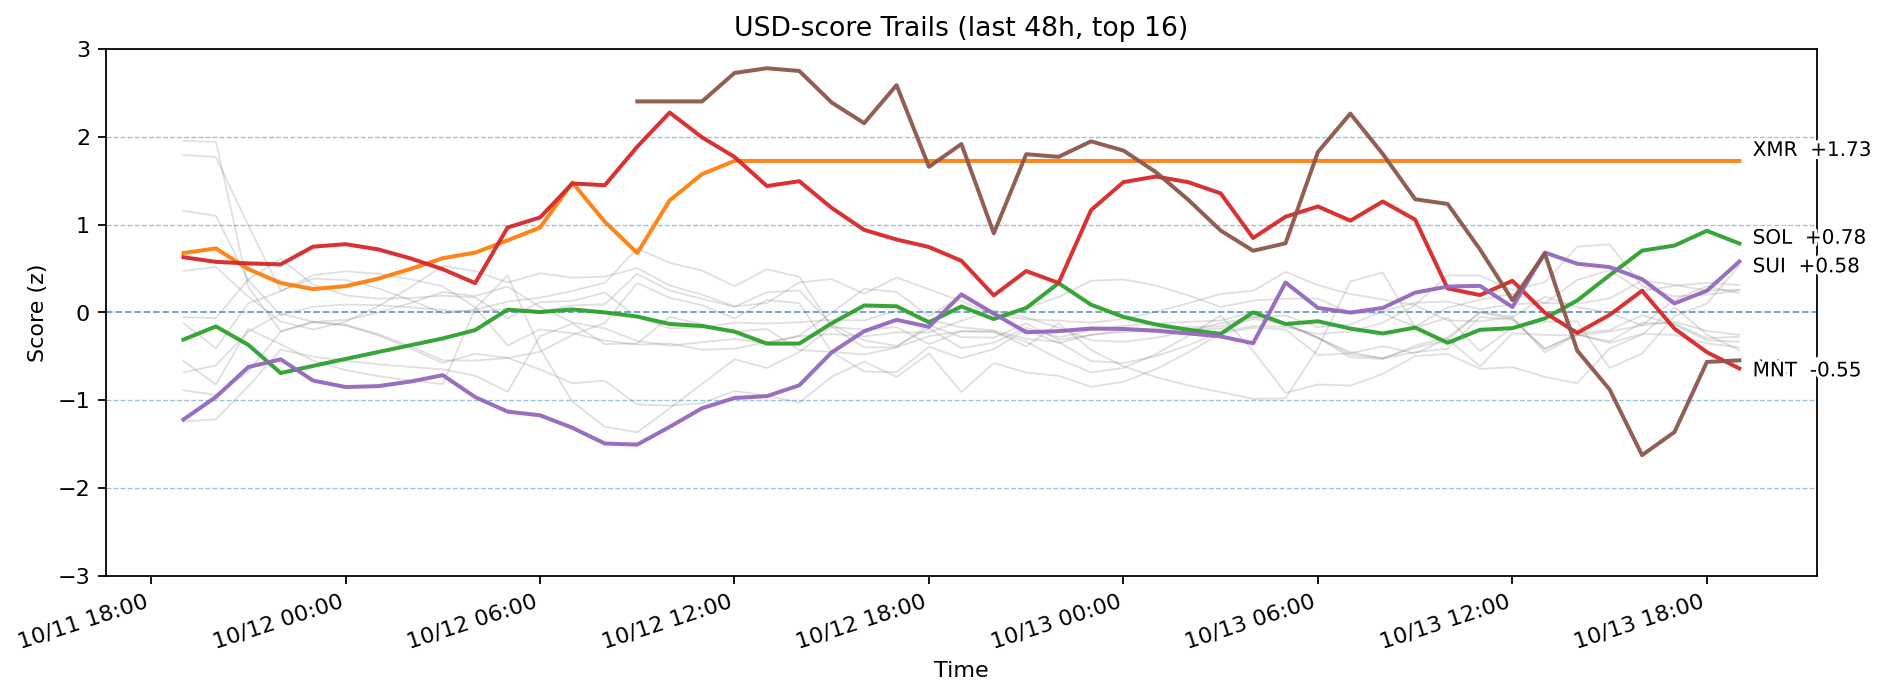 USD-score Trails (last 48h, top 16)
Score (z)
3
2
1
0
−1
−2
−3
XMR +1.73
SOL +0.78
SUI +0.58
MNT -0.55
10/11 18:00
10/12 00:00
10/12 06:00
10/12 12:00
10/12 18:00
10/13 00:00
10/13 06:00
10/13 12:00
10/13 18:00
Time